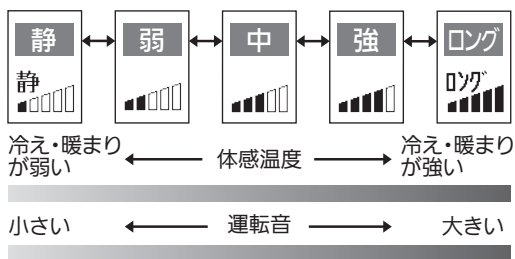 静 弱 中 強 ロング
静 ロング
冷え・暖まりが弱い 体感温度 冷え・暖まりが強い
小さい 運転音 大きい